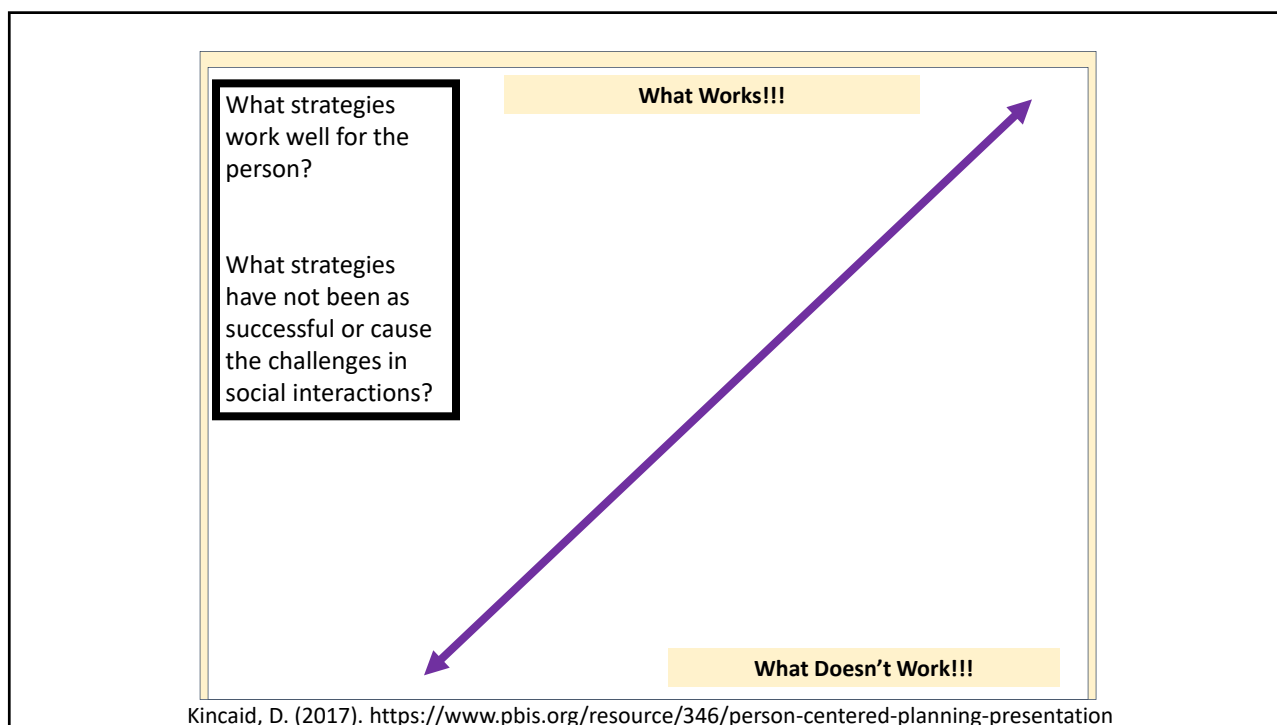 What strategies
work well for the
person?
What strategies
have not been as
successful or cause
the challenges in
social interactions?
What Works!!!
What Doesn’t Work!!!
Kincaid, D. (2017). https://www.pbis.org/resource/346/person-centered-planning-presentation